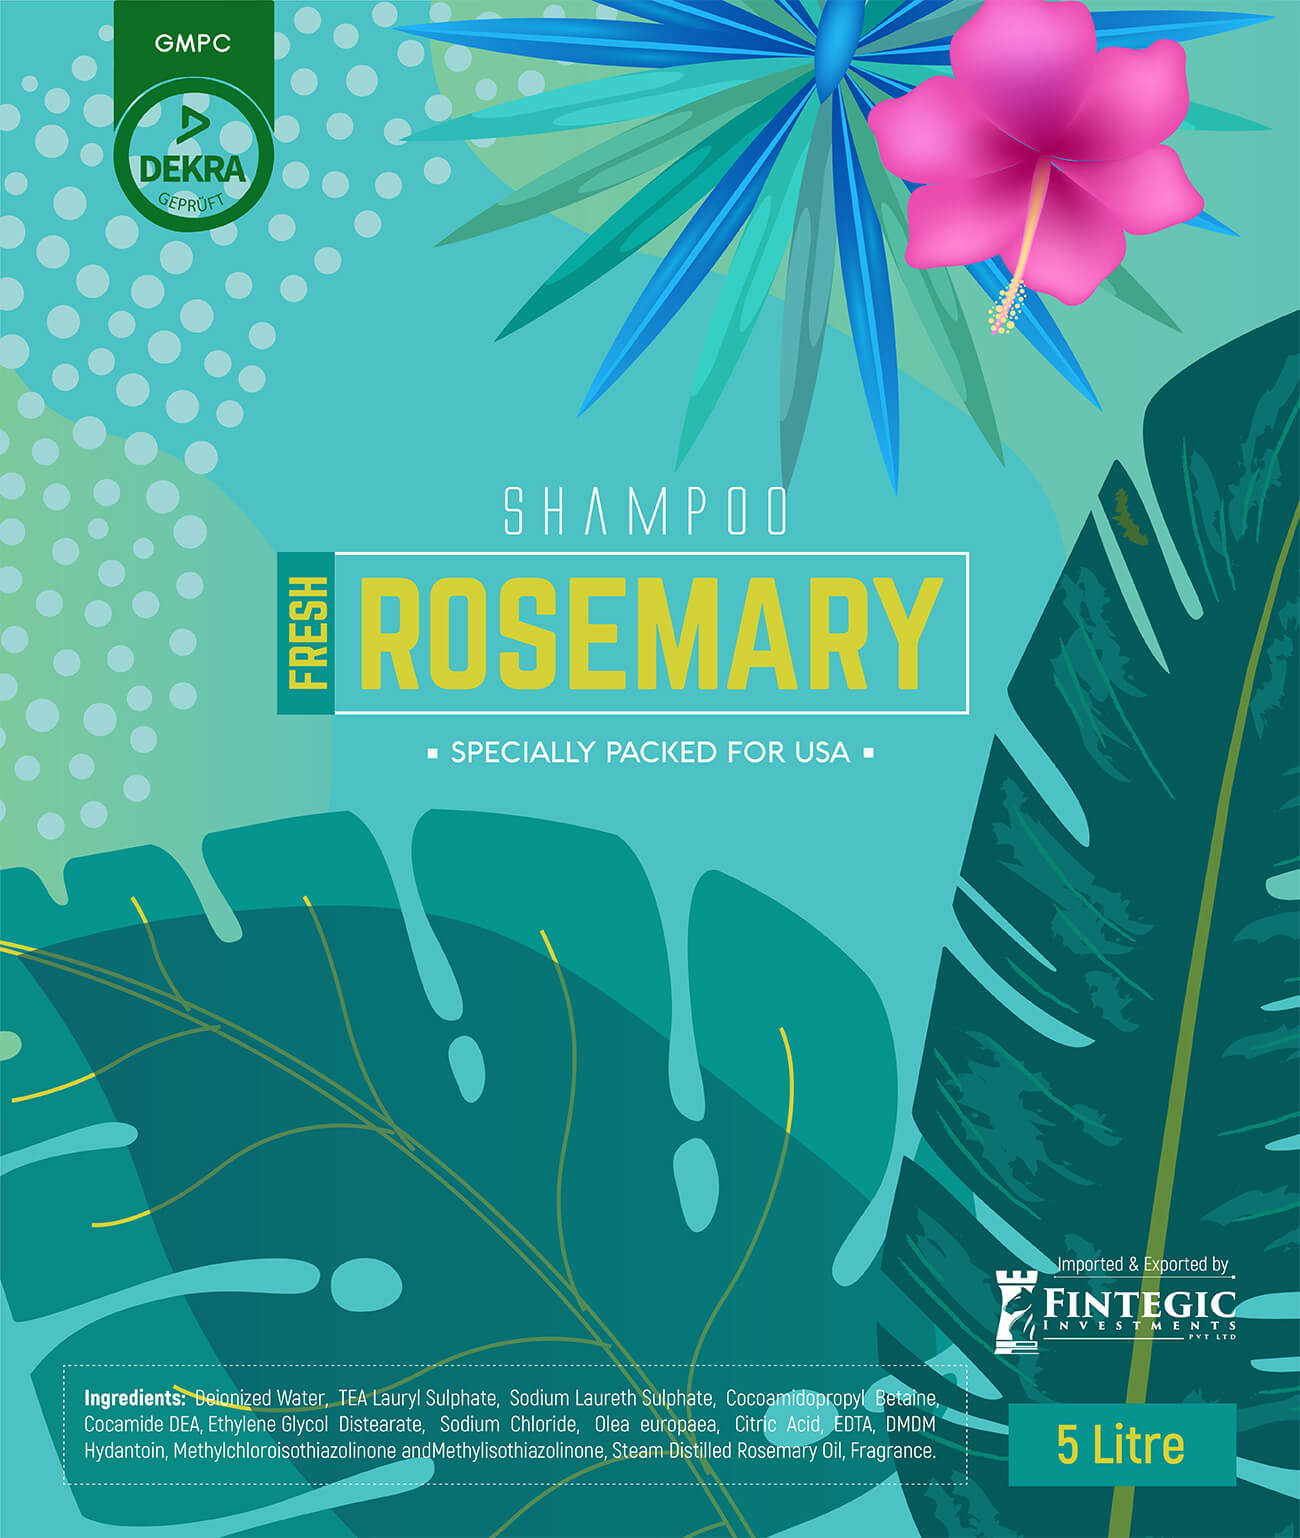 GMPC
DEKRA
GEPRÜFT
SHAMPOO
FRESH
ROSEMARY
SPECIALLY PACKED FOR USA
Imported & Exported by
FINTEGIC
INVESTMENTS
PVT LTD
Ingredients: Deionized Water, TEA Lauryl Sulphate, Sodium Laureth Sulphate, Cocoamidopropyl Betaine,
Cocamide DEA, Ethylene Glycol Distearate, Sodium Chloride, Olea europaea, Citric Acid, EDTA, DMDM
Hydantoin, Methylchloroisothiazolinone andMethylisothiazolinone, Steam Distilled Rosemary Oil, Fragrance.
5 Litre